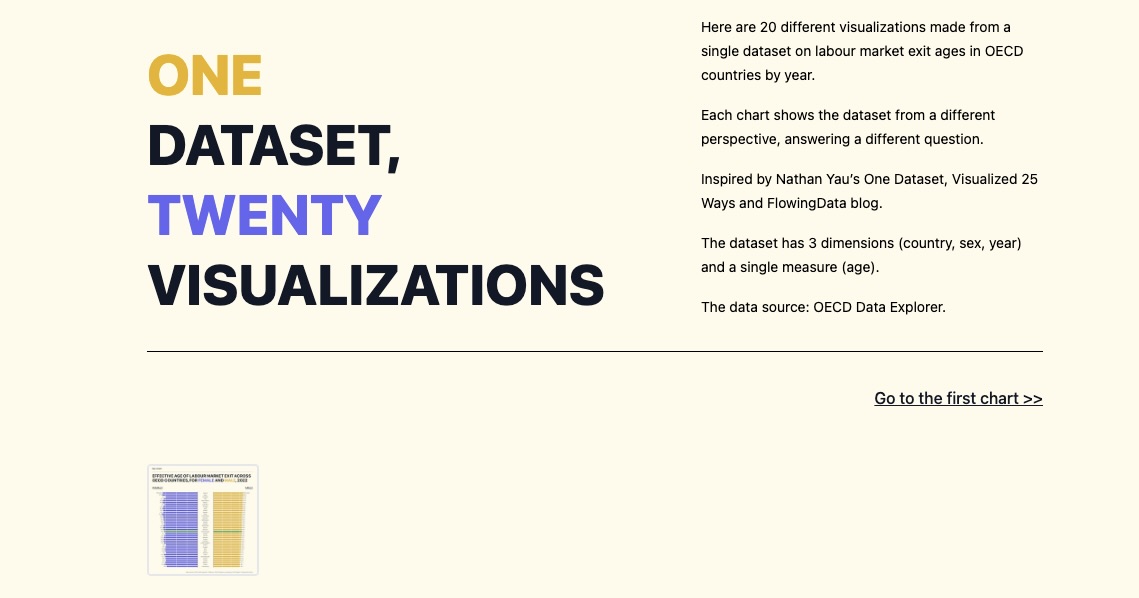 ONE
DATASET,
TWENTY
VISUALIZATIONS
Here are 20 different visualizations made from a
single dataset on labour market exit ages in OECD
countries by year.
Each chart shows the dataset from a different
perspective, answering a different question.
Inspired by Nathan Yau’s One Dataset, Visualized 25
Ways and FlowingData blog.
The dataset has 3 dimensions (country, sex, year)
and a single measure (age).
The data source: OECD Data Explorer.
Go to the first chart >>
EFFECTIVE AGE OF LABOUR MARKET EXIT ACROSS
OECD COUNTRIES, FOR FEMALE AND MALE, 2022